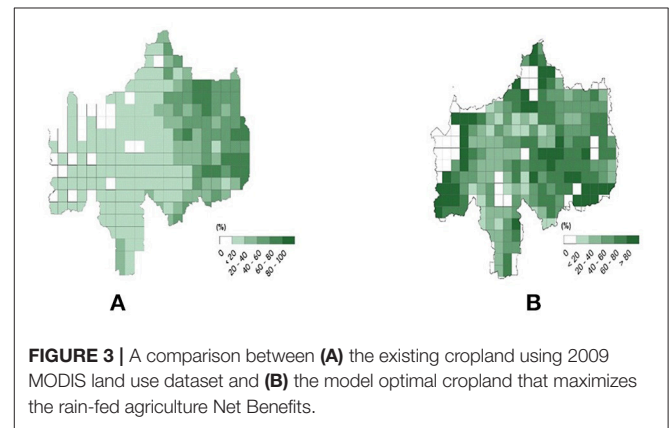 (%)
0
< 20
20 - 40
40 - 60
60 - 80
80 - 100
A
(%)
0
< 20
20 - 40
40 - 60
60 - 80
> 80
B
FIGURE 3 | A comparison between (A) the existing cropland using 2009
MODIS land use dataset and (B) the model optimal cropland that maximizes
the rain-fed agriculture Net Benefits.